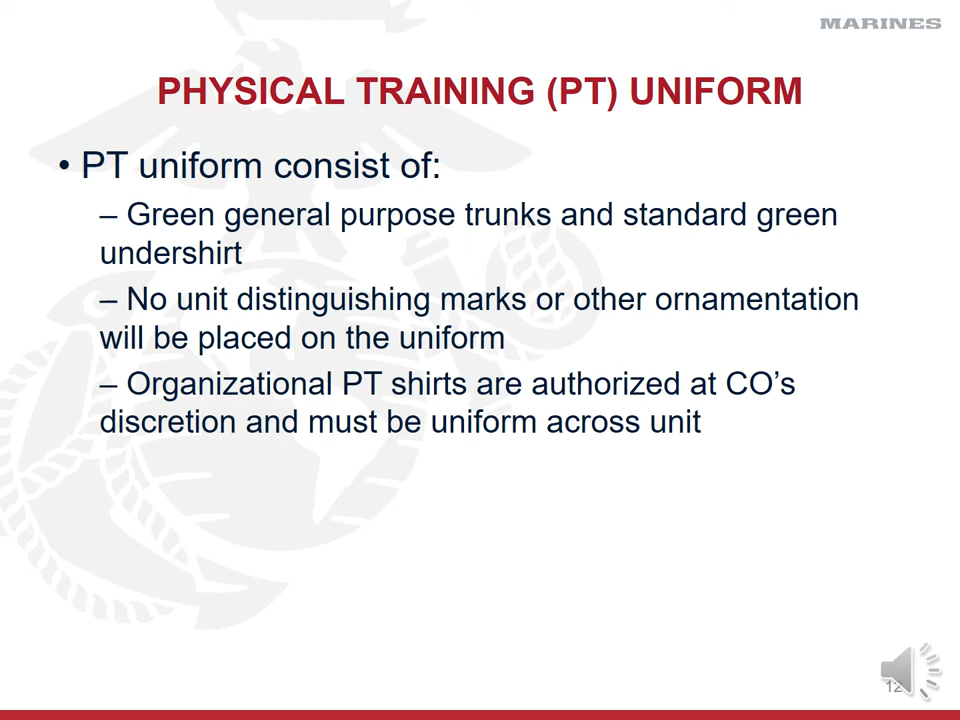 MARINES
PHYSICAL TRAINING (PT) UNIFORM
• PT uniform consist of:
– Green general purpose trunks and standard green
undershirt
– No unit distinguishing marks or other ornamentation
will be placed on the uniform
– Organizational PT shirts are authorized at CO’s
discretion and must be uniform across unit
12